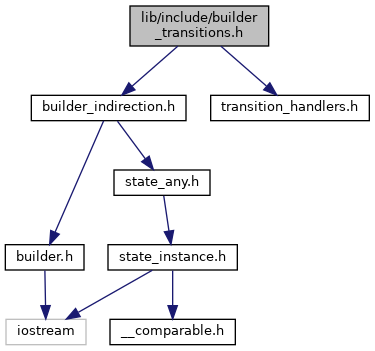 lib/include/builder
_transitions.h
builder_indirection.h
transition_handlers.h
state_any.h
builder.h
state_instance.h
iostream
__comparable.h